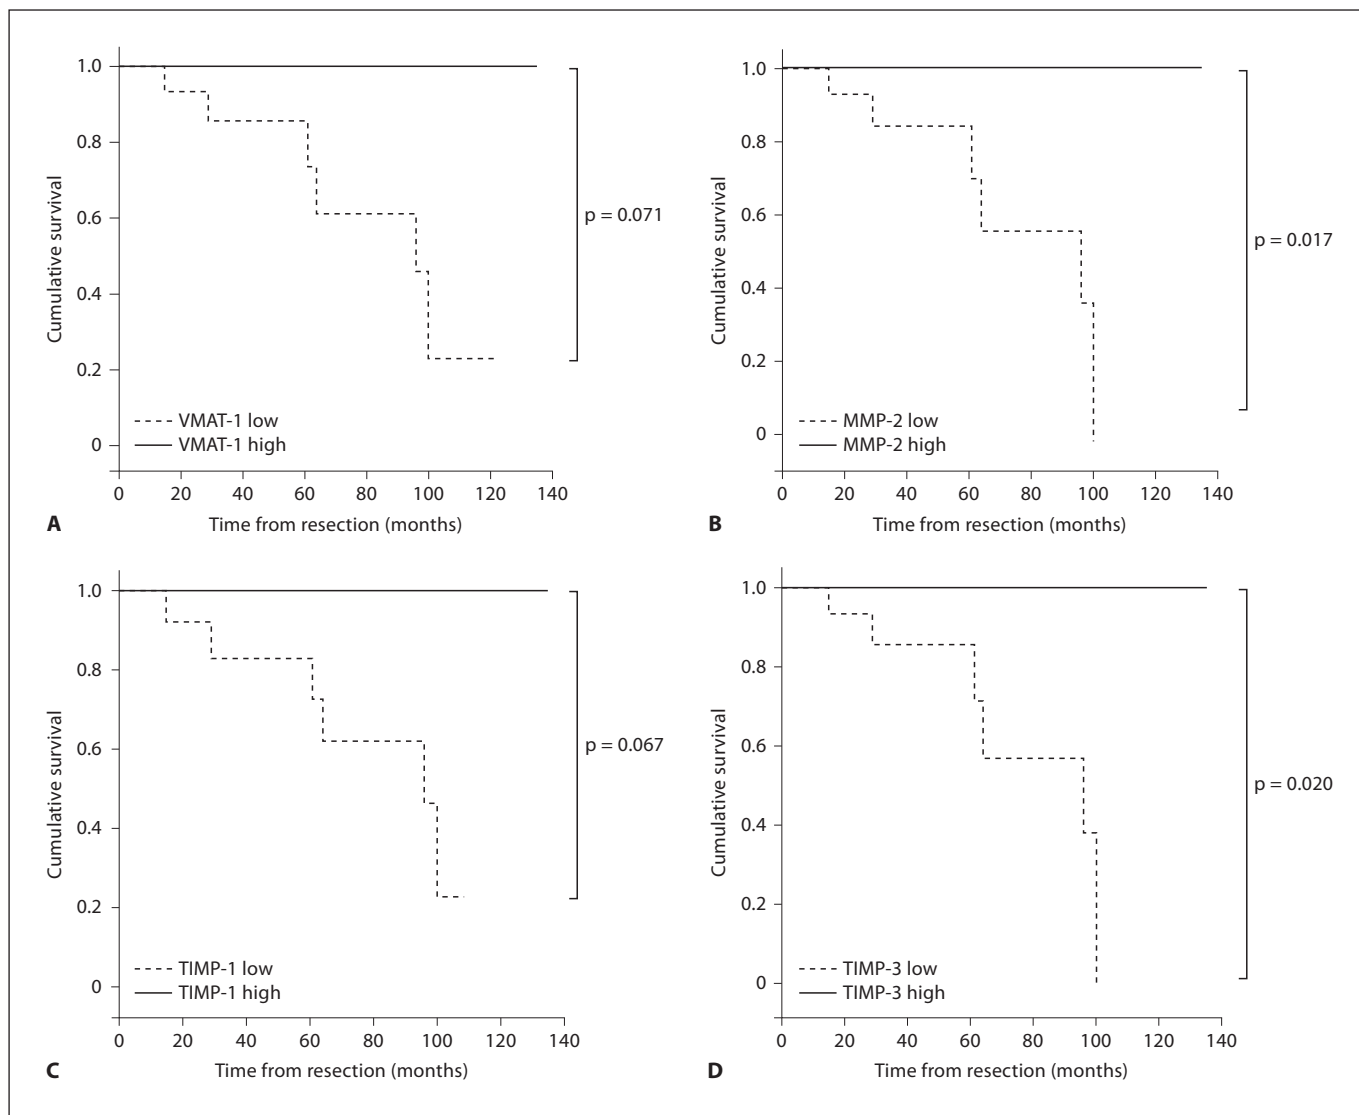 1.0
0.8
0.6
0.4
0.2
0
Cumulative survival
p = 0.071
VMAT-1 low
VMAT-1 high
0 20 40 60 80 100 120 140
Time from resection (months)
A
1.0
0.8
0.6
0.4
0.2
0
Cumulative survival
p = 0.017
MMP-2 low
MMP-2 high
0 20 40 60 80 100 120 140
Time from resection (months)
B
1.0
0.8
0.6
0.4
0.2
0
Cumulative survival
p = 0.067
TIMP-1 low
TIMP-1 high
0 20 40 60 80 100 120 140
Time from resection (months)
C
1.0
0.8
0.6
0.4
0.2
0
Cumulative survival
p = 0.020
TIMP-3 low
TIMP-3 high
0 20 40 60 80 100 120 140
Time from resection (months)
D